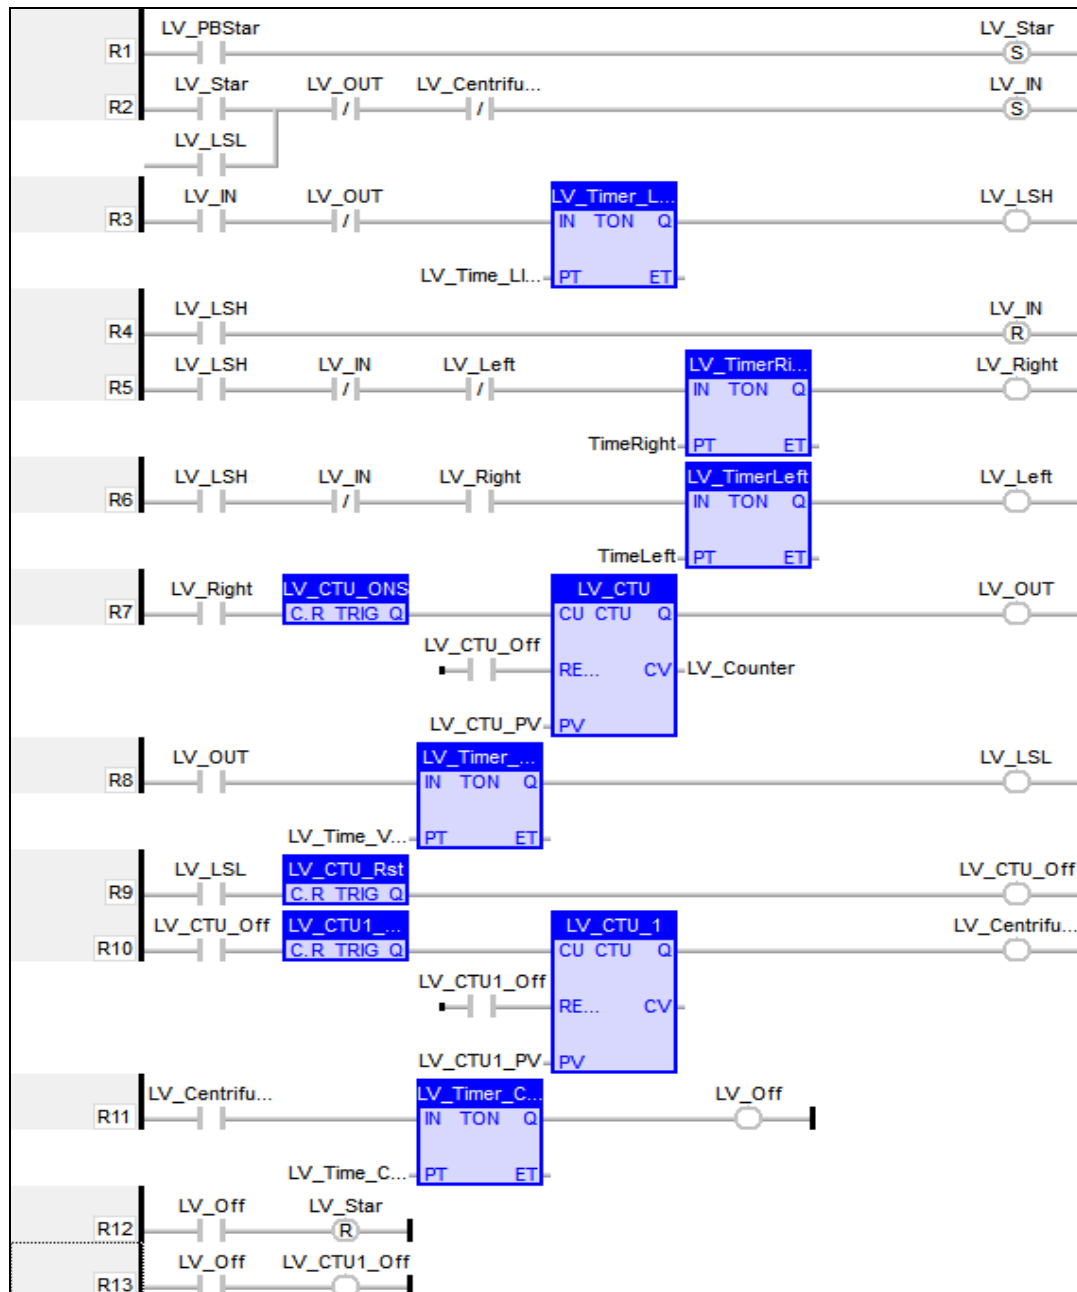 LV_PBStar LV_Star
R1 S
LV_Star LV_OUT LV_Centrifu... LV_IN
R2 / / S
LV_LSL
LV_IN LV_OUT LV_Timer_L... LV_LSH
R3 / IN TON Q
LV_Time_LI... PT ET
LV_LSH LV_IN
R4 R
LV_LSH LV_IN LV_Left LV_TimerRi... LV_Right
R5 / / IN TON Q
TimeRight PT ET
LV_LSH LV_IN LV_Right LV_TimerLeft LV_Left
R6 / IN TON Q
TimeLeft PT ET
LV_Right LV_CTU_ONS LV_CTU LV_OUT
R7 C.R TRIG Q CU CTU Q
LV_CTU_Off
RE... CV LV_Counter
LV_CTU_PV PV
LV_OUT LV_Timer_... LV_LSL
R8 IN TON Q
LV_Time_V... PT ET
LV_LSL LV_CTU_Rst LV_CTU_Off
R9 C.R TRIG Q
LV_CTU_Off LV_CTU1_... LV_CTU_1 LV_Centrifu...
R10 C.R TRIG Q CU CTU Q
LV_CTU1_Off
RE... CV
LV_CTU1_PV PV
LV_Centrifu... LV_Timer_C... LV_Off
R11 IN TON Q
LV_Time_C... PT ET
LV_Off LV_Star
R12 R
LV_Off LV_CTU1_Off
R13